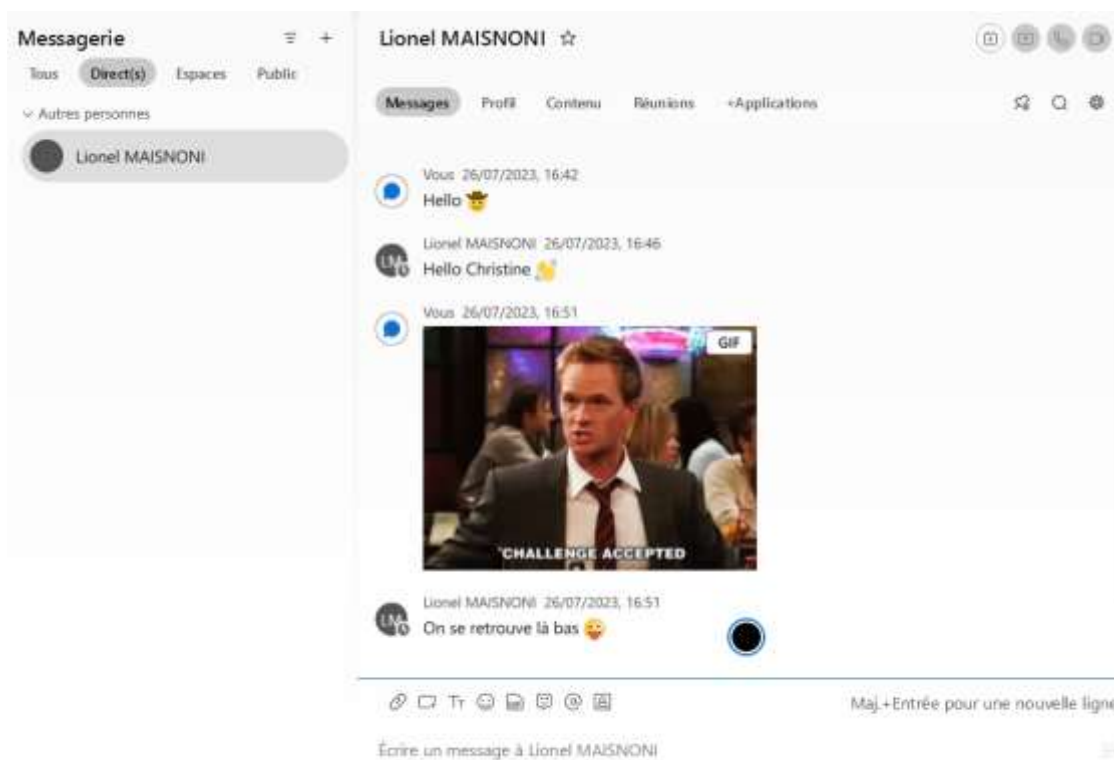 Messagerie
Tous Direct(s) Espaces Public
Autres personnes
Lionel MAISNONI
Lionel MAISNONI
Messages Profil Contenu Réunions +Applications
Vous 26/07/2023, 16:42
Hello 🤠
LM
Lionel MAISNONI 26/07/2023, 16:46
Hello Christine 👋
Vous 26/07/2023, 16:51
GIF
CHALLENGE ACCEPTED
LM
Lionel MAISNONI 26/07/2023, 16:51
On se retrouve là bas 😜
Maj.+Entrée pour une nouvelle ligne
Écrire un message à Lionel MAISNONI